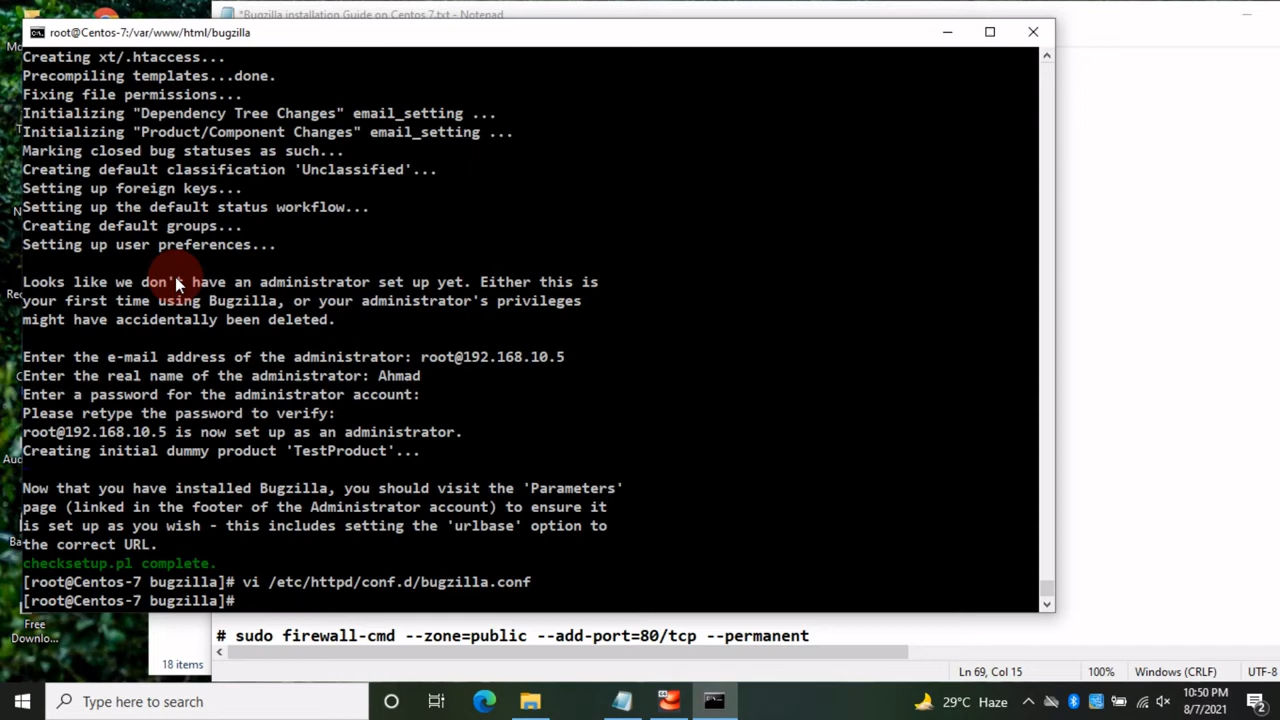 *Bugzilla installation Guide on Centos 7.txt - Notepad
root@Centos-7:/var/www/html/bugzilla
Creating xt/.htaccess...
Precompiling templates...done.
Fixing file permissions...
Initializing "Dependency Tree Changes" email_setting ...
Initializing "Product/Component Changes" email_setting ...
Marking closed bug statuses as such...
Creating default classification 'Unclassified'...
Setting up foreign keys...
Setting up the default status workflow...
Creating default groups...
Setting up user preferences...
Looks like we don't have an administrator set up yet. Either this is
your first time using Bugzilla, or your administrator's privileges
might have accidentally been deleted.
Enter the e-mail address of the administrator: root@192.168.10.5
Enter the real name of the administrator: Ahmad
Enter a password for the administrator account:
Please retype the password to verify:
root@192.168.10.5 is now set up as an administrator.
Creating initial dummy product 'TestProduct'...
Now that you have installed Bugzilla, you should visit the 'Parameters'
page (linked in the footer of the Administrator account) to ensure it
is set up as you wish - this includes setting the 'urlbase' option to
the correct URL.
checksetup.pl complete.
[root@Centos-7 bugzilla]# vi /etc/httpd/conf.d/bugzilla.conf
[root@Centos-7 bugzilla]#
Free
Downlo...
# sudo firewall-cmd --zone=public --add-port=80/tcp --permanent
18 items
Ln 69, Col 15
100%
Windows (CRLF)
UTF-8
Type here to search
29°C Haze
10:50 PM
8/7/2021
2